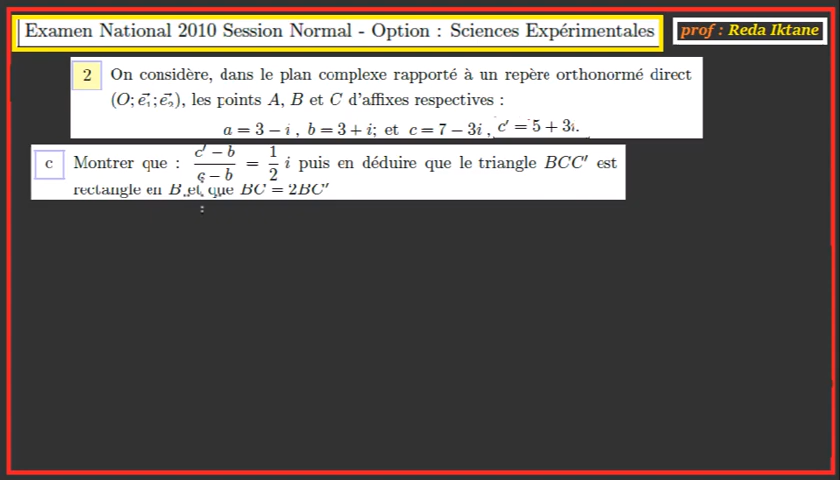 Examen National 2010 Session Normal - Option : Sciences Expérimentales
prof : Reda Iktane
2 On considère, dans le plan complexe rapporté à un repère orthonormé direct
(O; e₁⃗; e₂⃗), les points A, B et C d'affixes respectives :
a = 3 − i , b = 3 + i; et c = 7 − 3i , c' = 5 + 3i.
c Montrer que : (c' − b)/(c − b) = 1/2 i puis en déduire que le triangle BCC' est
rectangle en B et que BC = 2BC'
: